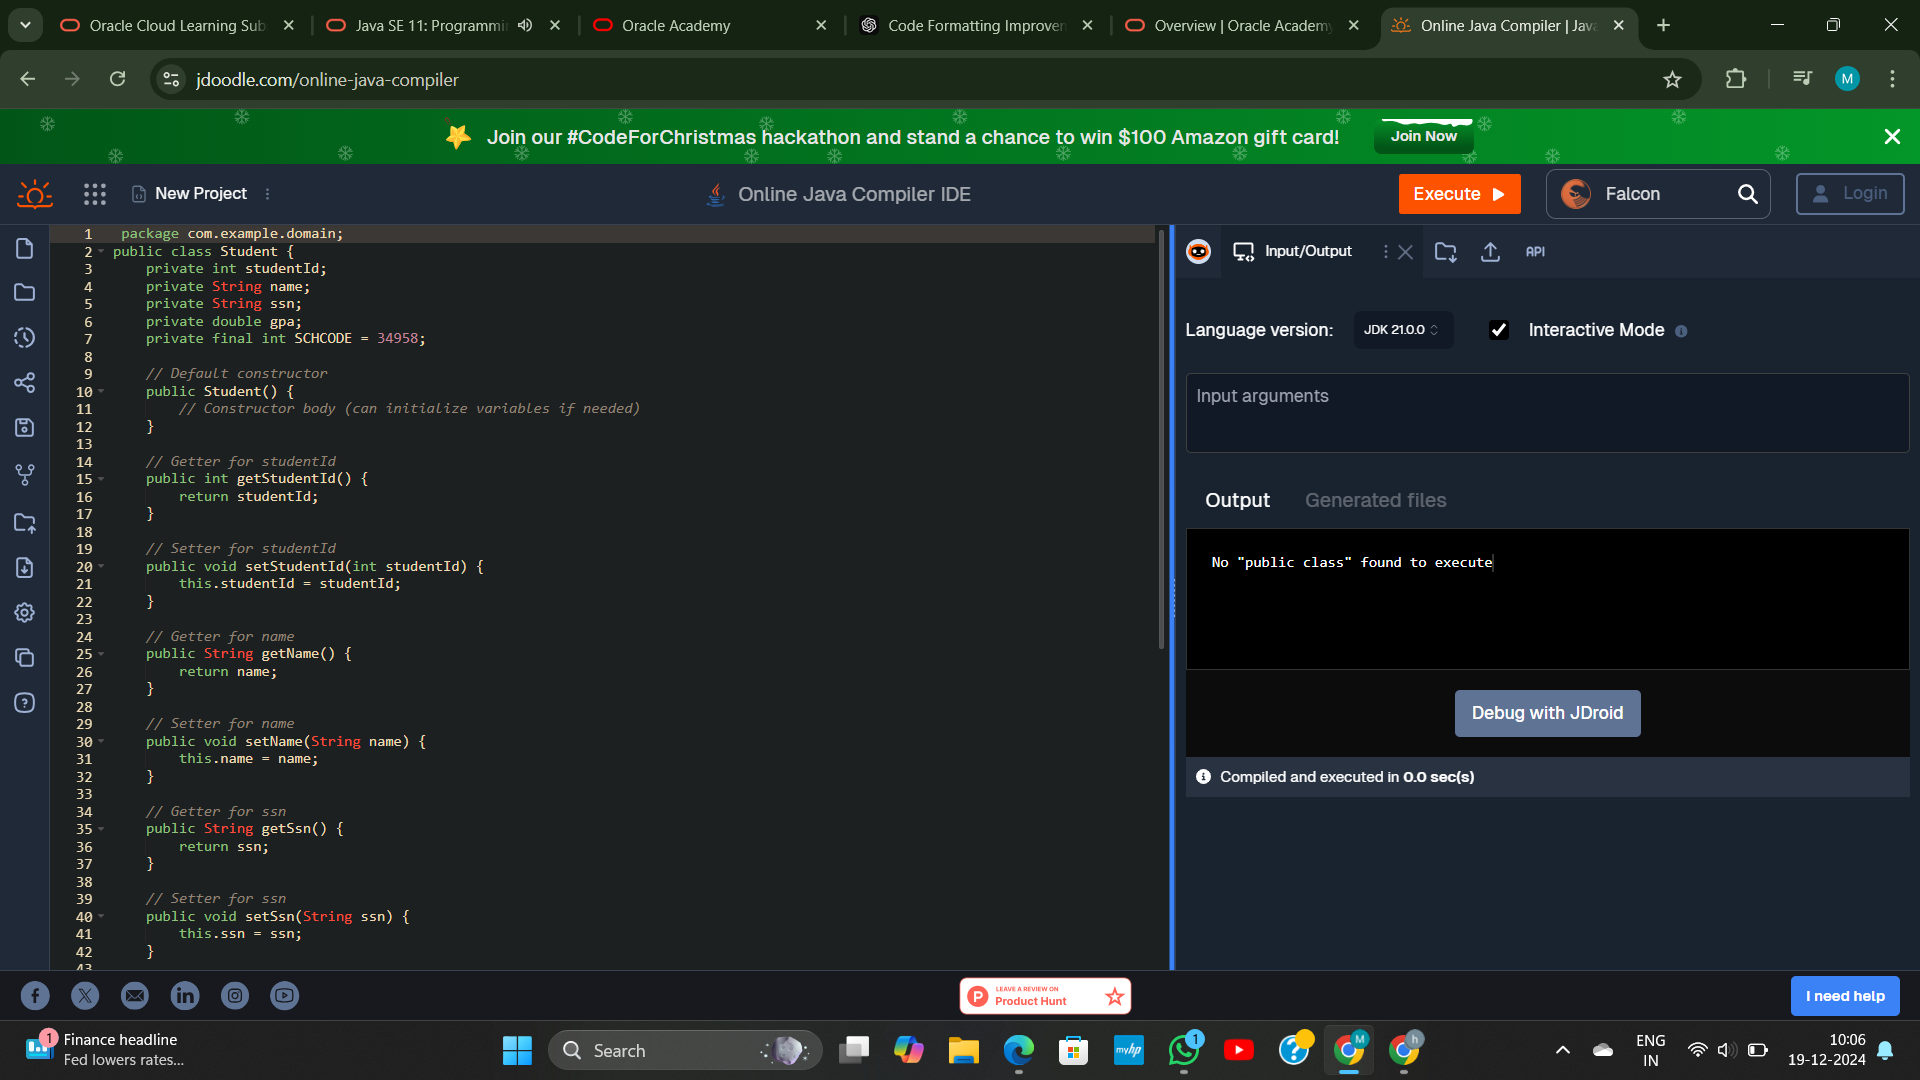 Oracle Cloud Learning Sub
Java SE 11: Programmi
Oracle Academy
Code Formatting Improven
Overview | Oracle Academy
Online Java Compiler | Java
jdoodle.com/online-java-compiler
M
Join our #CodeForChristmas hackathon and stand a chance to win $100 Amazon gift card!
Join Now
New Project
Online Java Compiler IDE
Execute
Falcon
Login
1 package com.example.domain;
2 public class Student {
3 private int studentId;
4 private String name;
5 private String ssn;
6 private double gpa;
7 private final int SCHCODE = 34958;
8
9 // Default constructor
10 public Student() {
11 // Constructor body (can initialize variables if needed)
12 }
13
14 // Getter for studentId
15 public int getStudentId() {
16 return studentId;
17 }
18
19 // Setter for studentId
20 public void setStudentId(int studentId) {
21 this.studentId = studentId;
22 }
23
24 // Getter for name
25 public String getName() {
26 return name;
27 }
28
29 // Setter for name
30 public void setName(String name) {
31 this.name = name;
32 }
33
34 // Getter for ssn
35 public String getSsn() {
36 return ssn;
37 }
38
39 // Setter for ssn
40 public void setSsn(String ssn) {
41 this.ssn = ssn;
42 }
43
Input/Output
API
Language version:
JDK 21.0.0
Interactive Mode
Input arguments
Output
Generated files
No "public class" found to execute
Debug with JDroid
Compiled and executed in 0.0 sec(s)
LEAVE A REVIEW ON
Product Hunt
I need help
1
Finance headline
Fed lowers rates...
Search
myhp
1
M
h
ENG
IN
10:06
19-12-2024